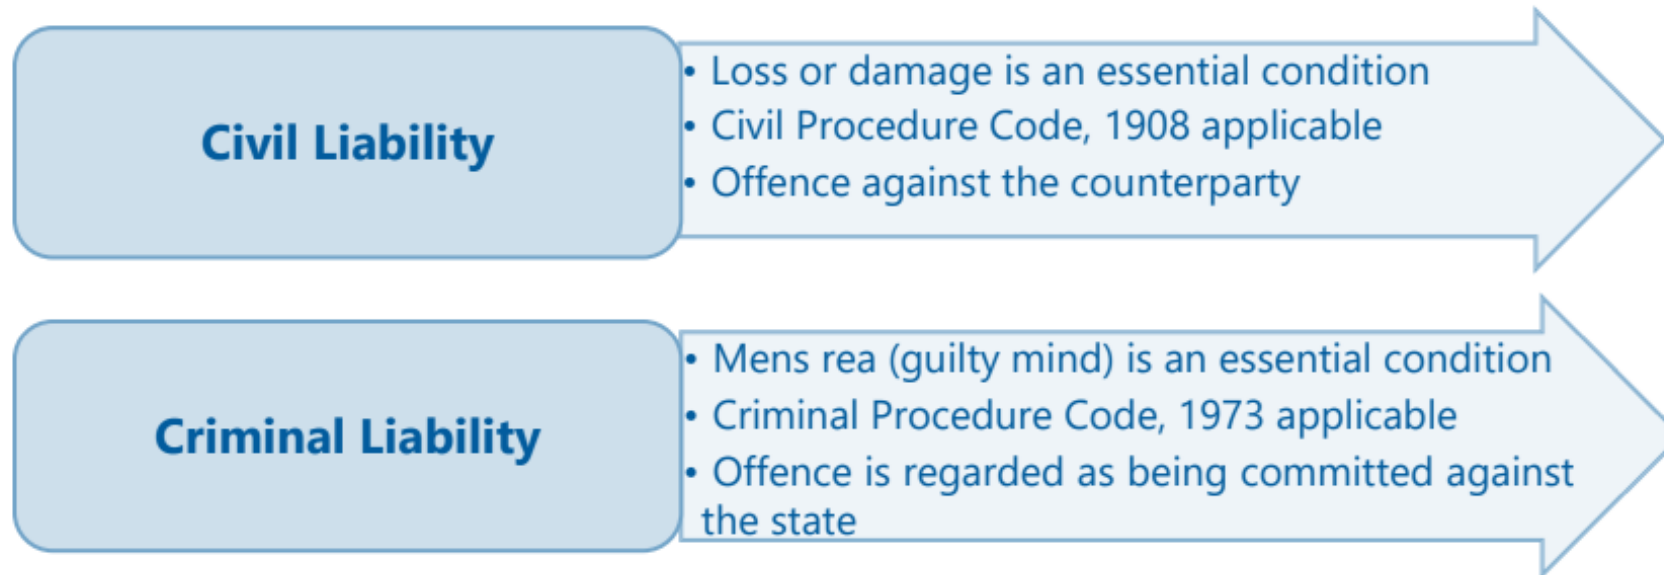 Civil Liability
• Loss or damage is an essential condition
• Civil Procedure Code, 1908 applicable
• Offence against the counterparty
Criminal Liability
• Mens rea (guilty mind) is an essential condition
• Criminal Procedure Code, 1973 applicable
• Offence is regarded as being committed against
the state